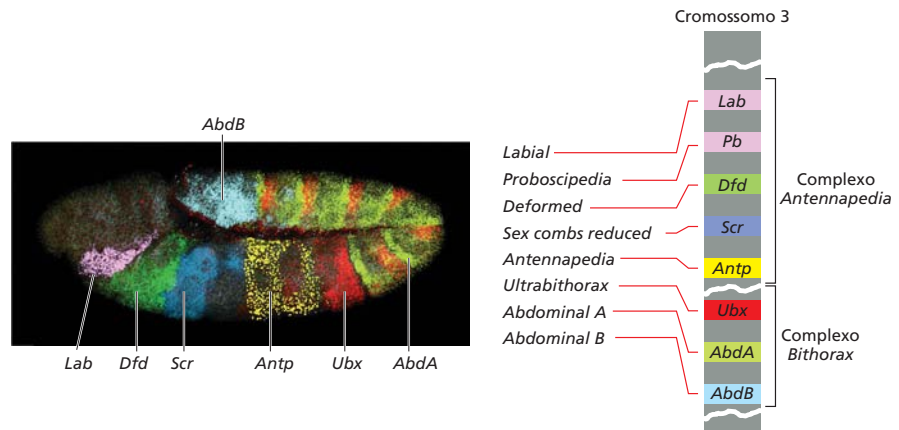 Cromossomo 3
AbdB
Lab
Dfd
Scr
Antp
Ubx
AbdA
Labial
Proboscipedia
Deformed
Sex combs reduced
Antennapedia
Ultrabithorax
Abdominal A
Abdominal B
Lab
Pb
Dfd
Scr
Antp
Ubx
AbdA
AbdB
Complexo
Antennapedia
Complexo
Bithorax